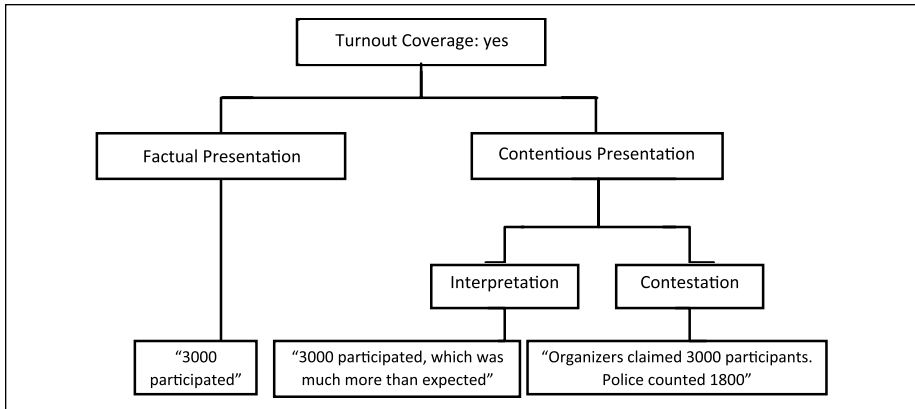 Turnout Coverage: yes
Factual Presentation
Contentious Presentation
Interpretation
Contestation
“3000
participated”
“3000 participated, which was
much more than expected”
“Organizers claimed 3000 participants.
Police counted 1800”